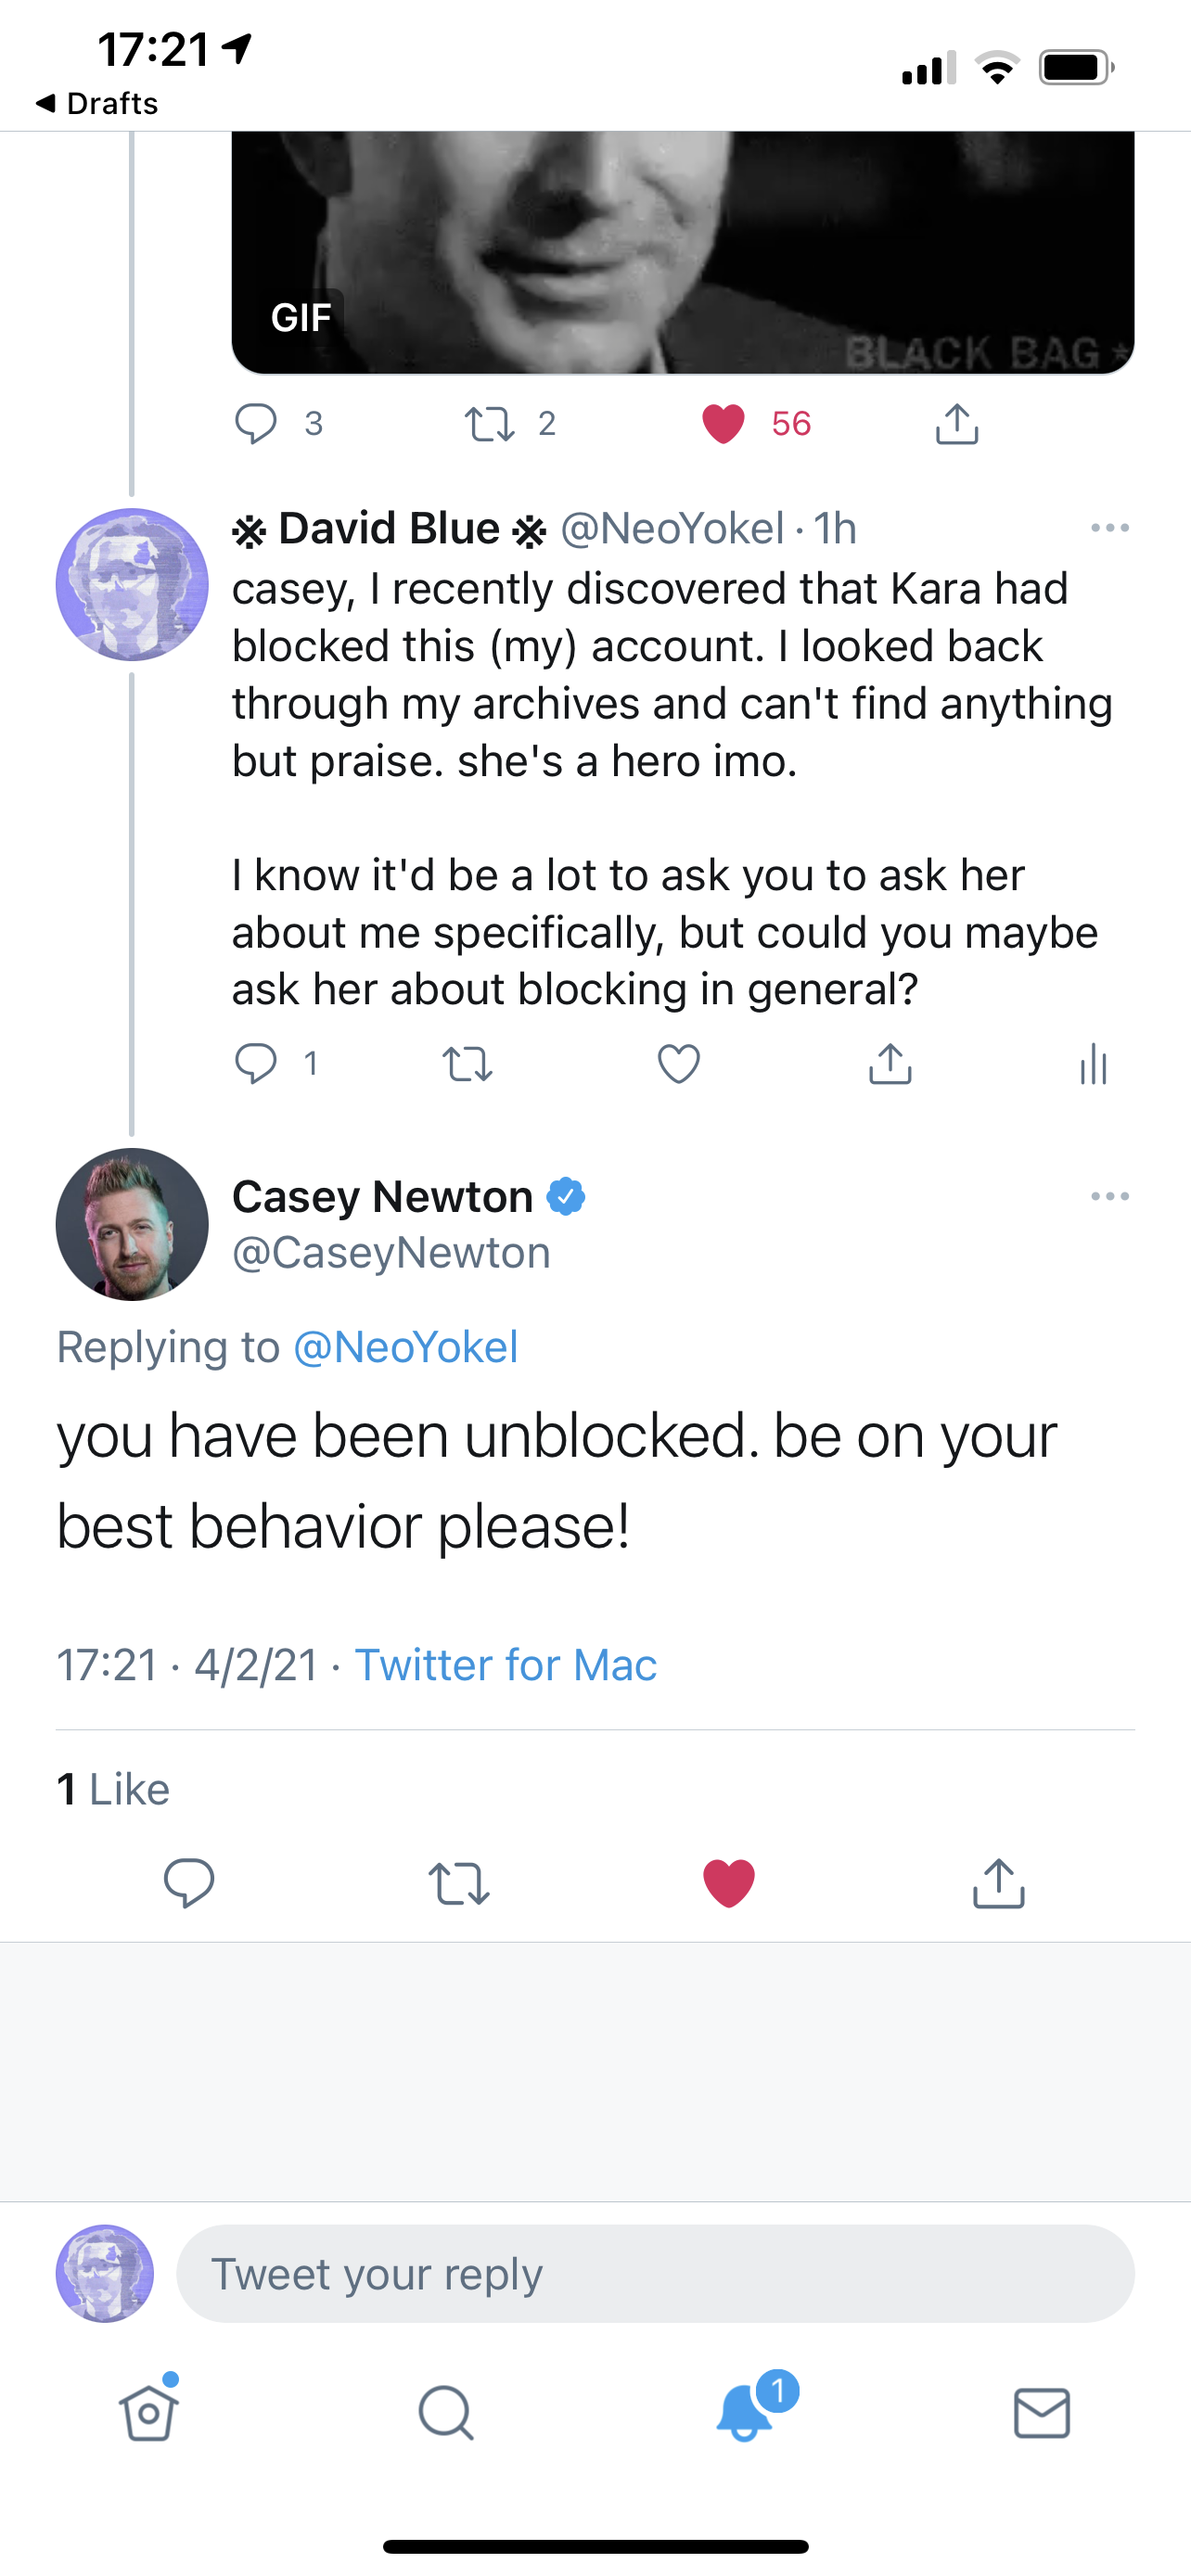 17:21
◀ Drafts
GIF
BLACK BAG ★
3 2 56
※ David Blue ※ @NeoYokel · 1h
casey, I recently discovered that Kara had
blocked this (my) account. I looked back
through my archives and can't find anything
but praise. she's a hero imo.
I know it'd be a lot to ask you to ask her
about me specifically, but could you maybe
ask her about blocking in general?
1
Casey Newton
@CaseyNewton
Replying to @NeoYokel
you have been unblocked. be on your
best behavior please!
17:21 · 4/2/21 · Twitter for Mac
1 Like
Tweet your reply
1